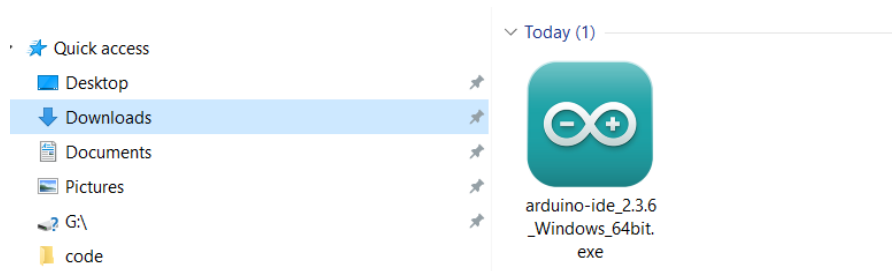 Quick access
Desktop
Downloads
Documents
Pictures
G:\
code
Today (1)
arduino-ide_2.3.6
_Windows_64bit.
exe